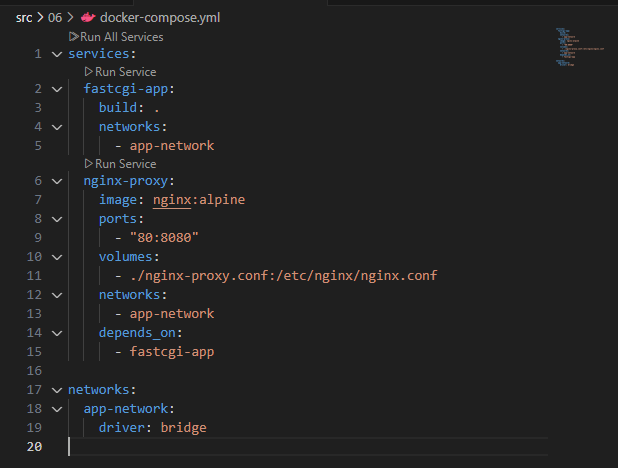 src > 06 > docker-compose.yml
Run All Services
1 services:
Run Service
2 fastcgi-app:
3 build: .
4 networks:
5 - app-network
Run Service
6 nginx-proxy:
7 image: nginx:alpine
8 ports:
9 - "80:8080"
10 volumes:
11 - ./nginx-proxy.conf:/etc/nginx/nginx.conf
12 networks:
13 - app-network
14 depends_on:
15 - fastcgi-app
16
17 networks:
18 app-network:
19 driver: bridge
20